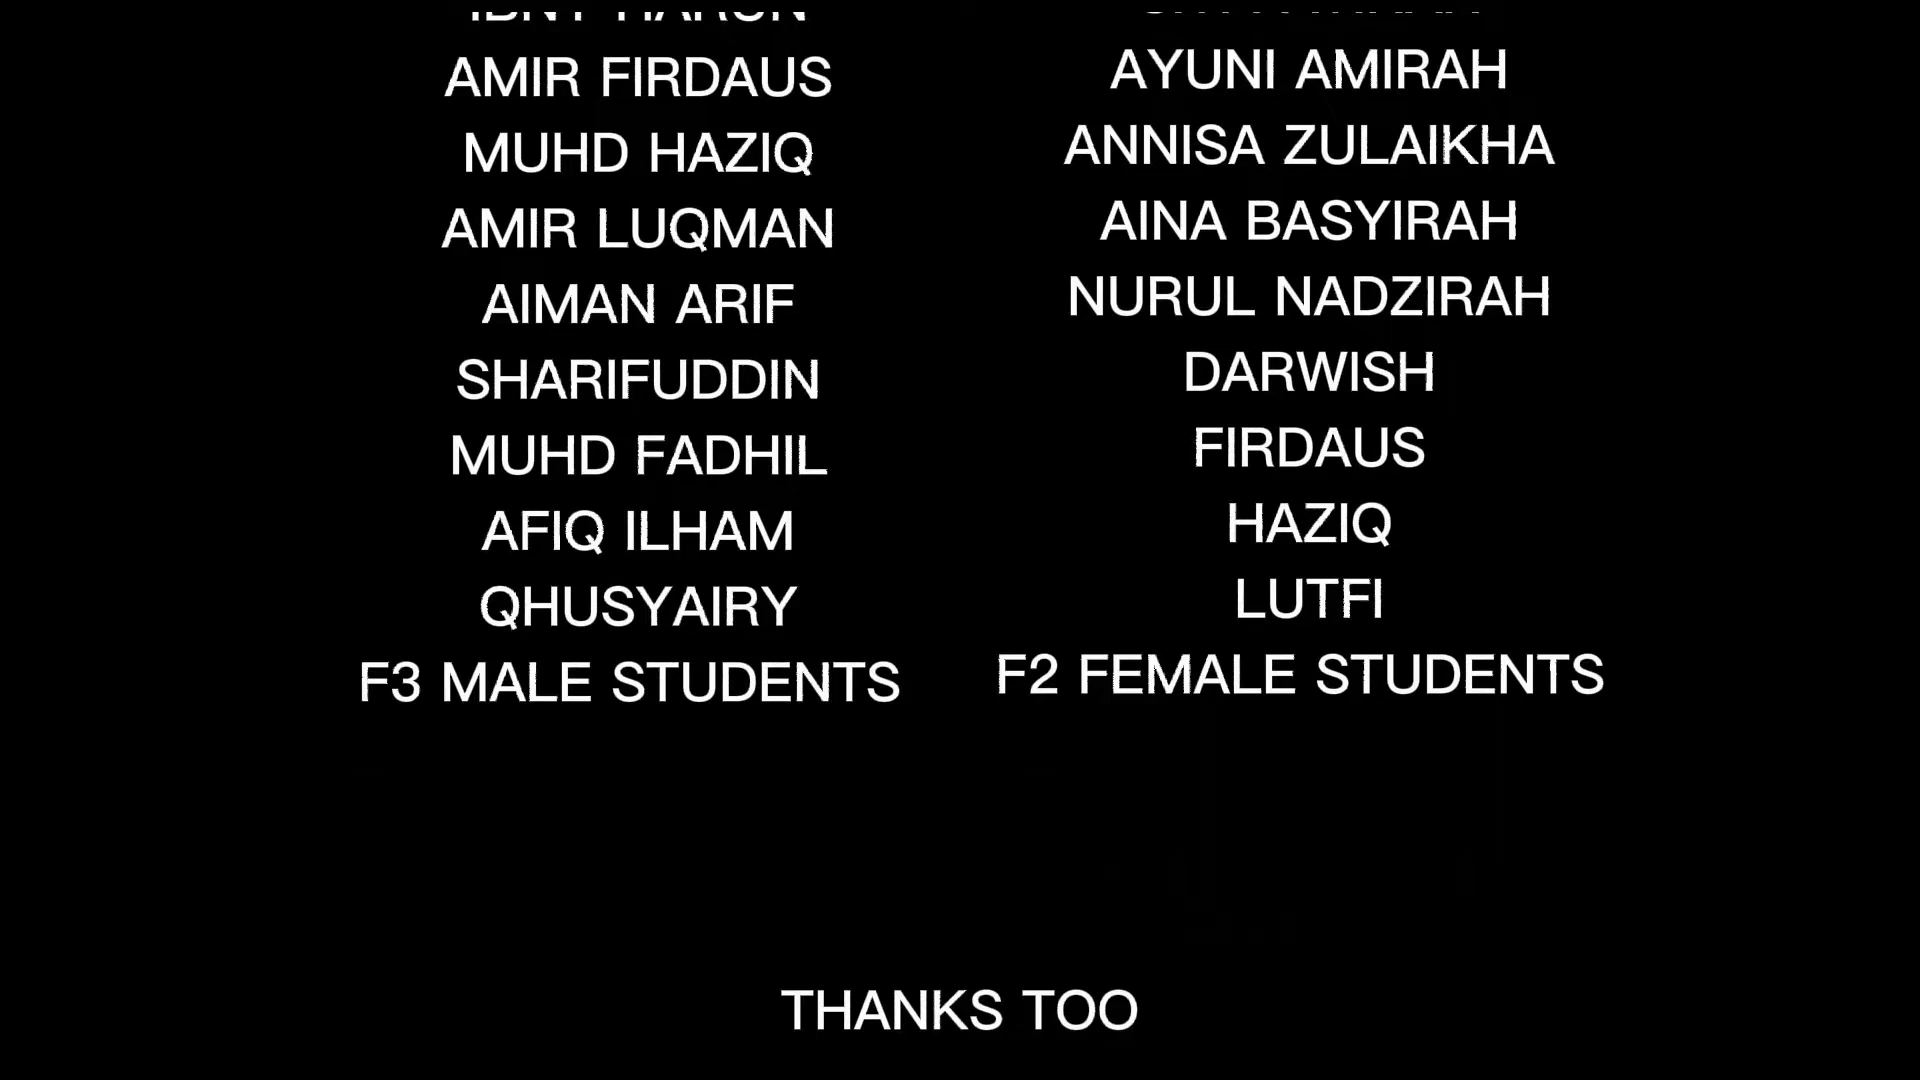 AMIR FIRDAUS
MUHD HAZIQ
AMIR LUQMAN
AIMAN ARIF
SHARIFUDDIN
MUHD FADHIL
AFIQ ILHAM
QHUSYAIRY
F3 MALE STUDENTS
AYUNI AMIRAH
ANNISA ZULAIKHA
AINA BASYIRAH
NURUL NADZIRAH
DARWISH
FIRDAUS
HAZIQ
LUTFI
F2 FEMALE STUDENTS
THANKS TOO